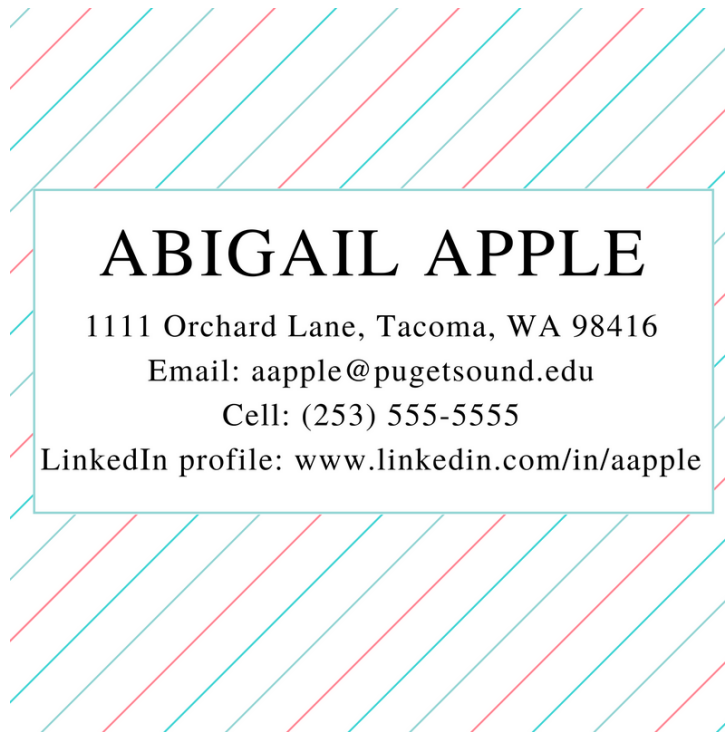 ABIGAIL APPLE
1111 Orchard Lane, Tacoma, WA 98416
Email: aapple@pugetsound.edu
Cell: (253) 555-5555
LinkedIn profile: www.linkedin.com/in/aapple